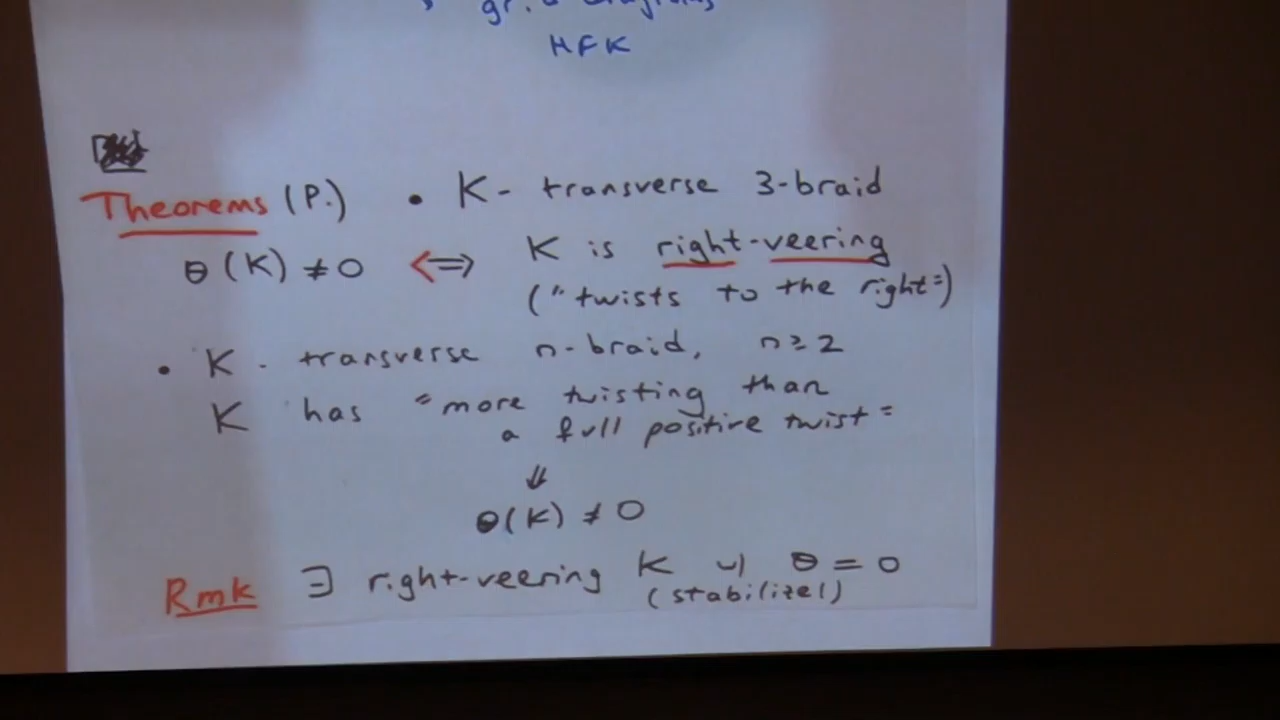 HFK
Theorems (P.) • K - transverse 3-braid
θ(K) ≠ 0 <=> K is right-veering
("twists to the right")
• K - transverse n-braid, n ≥ 2
K has "more twisting than
a full positive twist"
⇓
θ(K) ≠ 0
Rmk ∃ right-veering K w/ θ = 0
(stabilize!)